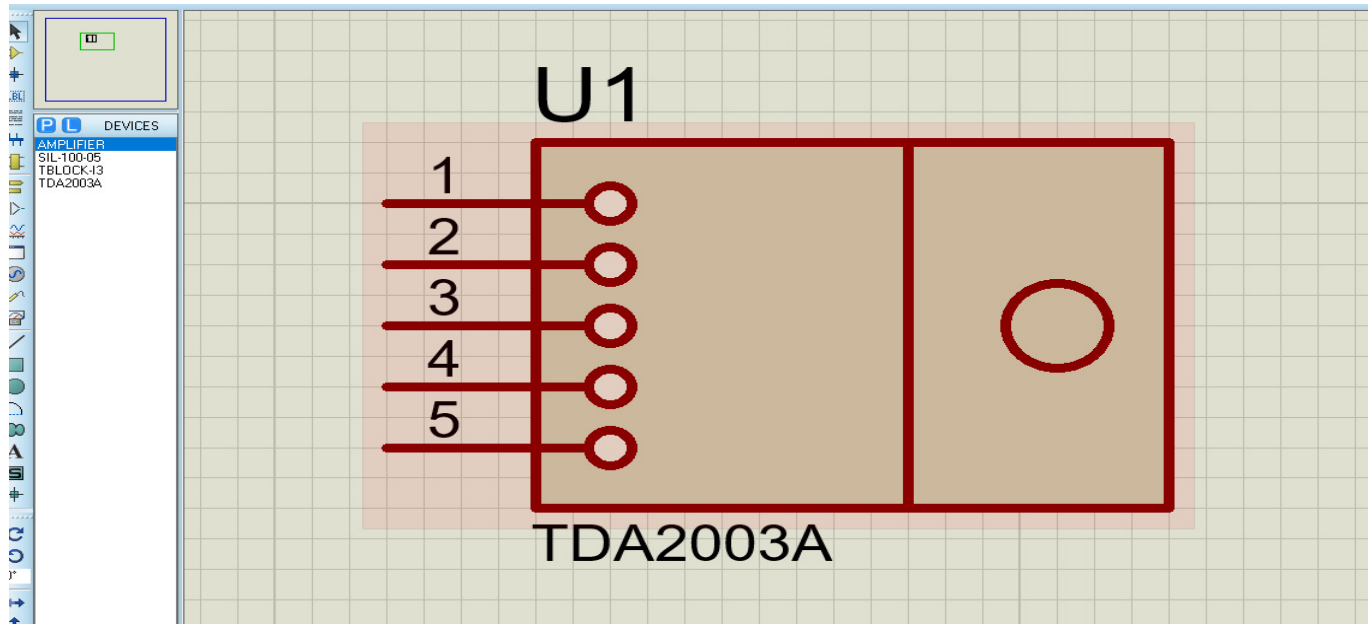 DEVICES
P L
AMPLIFIER
SIL-100-05
TBLOCK-I3
TDA2003A
U1
1
2
3
4
5
TDA2003A
A
S